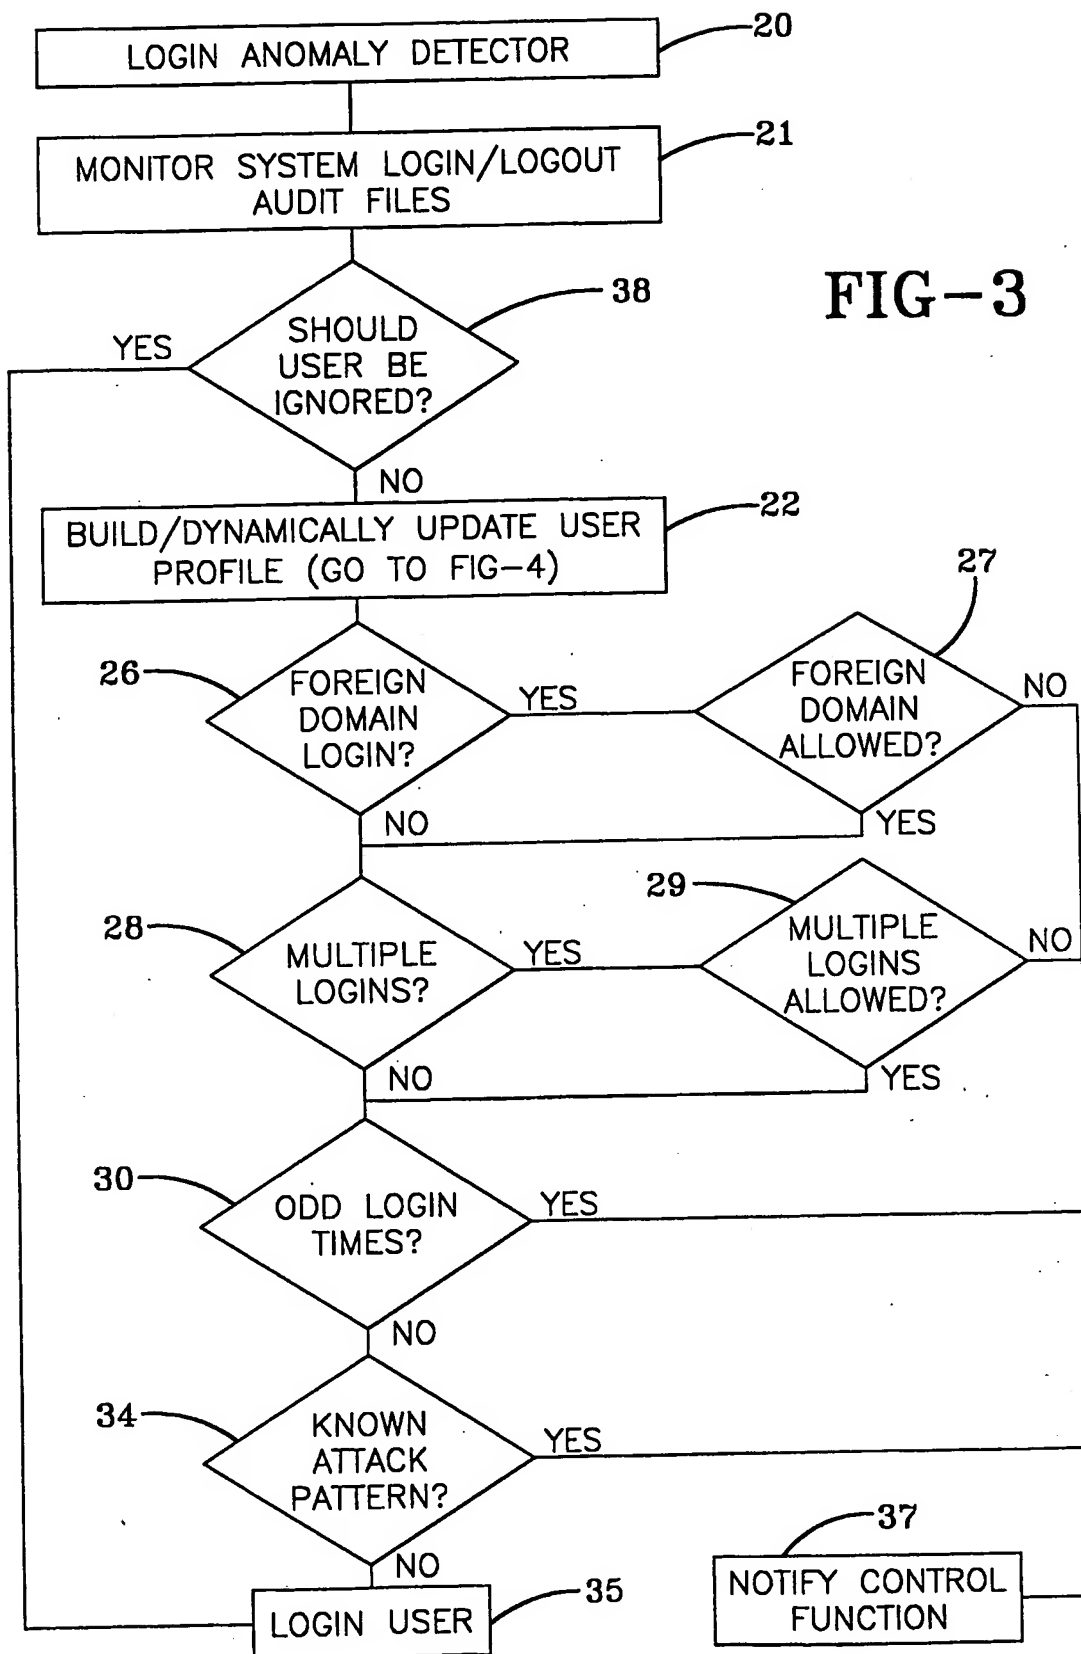 20
LOGIN ANOMALY DETECTOR
21
MONITOR SYSTEM LOGIN/LOGOUT
AUDIT FILES
FIG-3
38
YES
SHOULD
USER BE
IGNORED?
NO
22
BUILD/DYNAMICALLY UPDATE USER
PROFILE (GO TO FIG-4)
27
26
FOREIGN
DOMAIN
LOGIN?
YES
FOREIGN
DOMAIN
ALLOWED?
NO
NO
YES
29
28
MULTIPLE
LOGINS?
YES
MULTIPLE
LOGINS
ALLOWED?
NO
NO
YES
30
ODD LOGIN
TIMES?
YES
NO
34
KNOWN
ATTACK
PATTERN?
YES
NO
37
35
LOGIN USER
NOTIFY CONTROL
FUNCTION